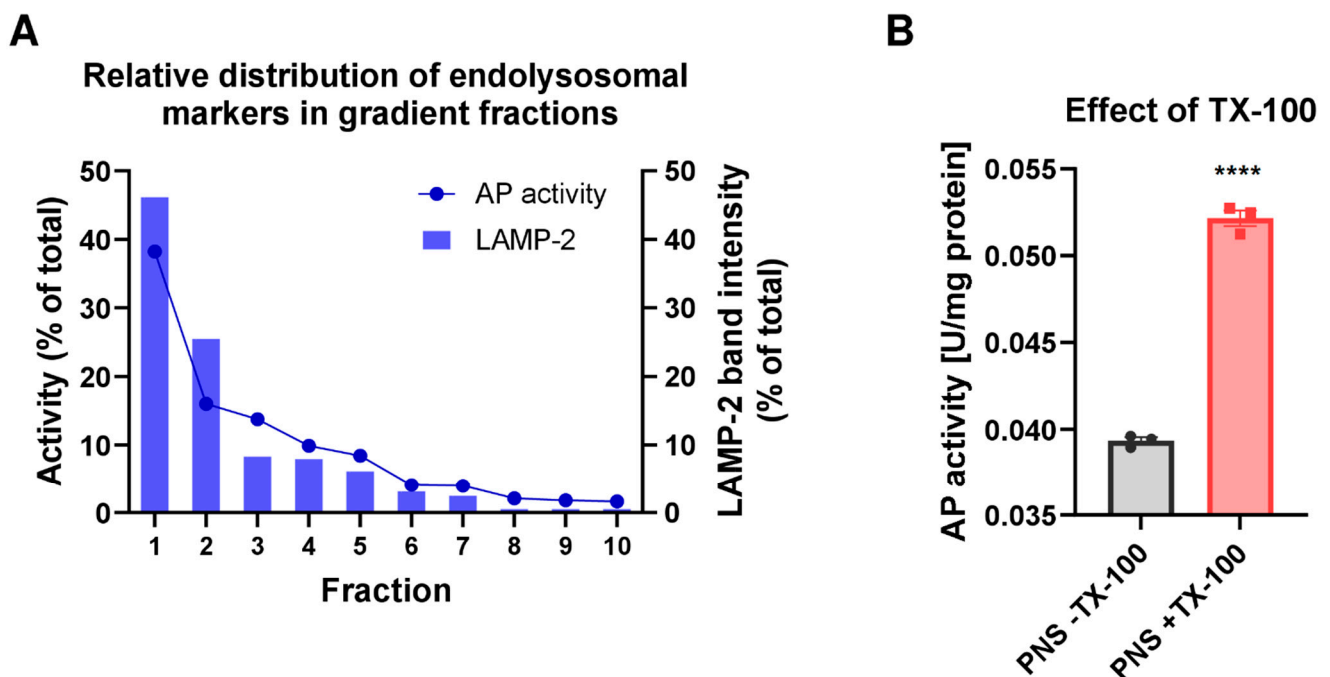 A
Relative distribution of endolysosomal
markers in gradient fractions
Activity (% of total)
50
40
30
20
10
0
AP activity
LAMP-2
50
40
30
20
10
0
LAMP-2 band intensity
(% of total)
1 2 3 4 5 6 7 8 9 10
Fraction
B
Effect of TX-100
AP activity [U/mg protein]
0.055
0.050
0.045
0.040
0.035
****
PNS -TX-100
PNS +TX-100